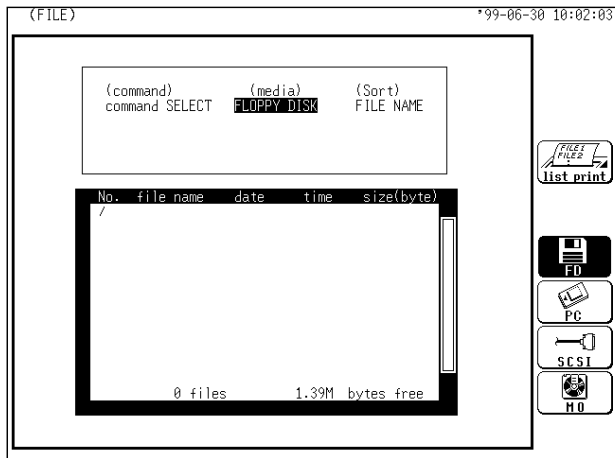 (FILE) '99-06-30 10:02:03
(command) (media) (Sort)
command SELECT FLOPPY DISK FILE NAME
FILE1
FILE2
list print
No. file name date time size(byte)
/
FD
PC
SCSI
MO
0 files 1.39M bytes free